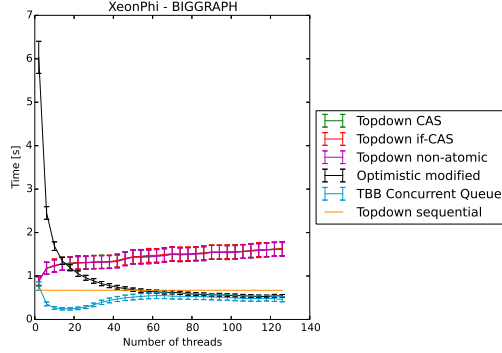 XeonPhi - BIGGRAPH
Time [s]
7
6
5
4
3
2
1
0
0 20 40 60 80 100 120 140
Number of threads
Topdown CAS
Topdown if-CAS
Topdown non-atomic
Optimistic modified
TBB Concurrent Queue
Topdown sequential